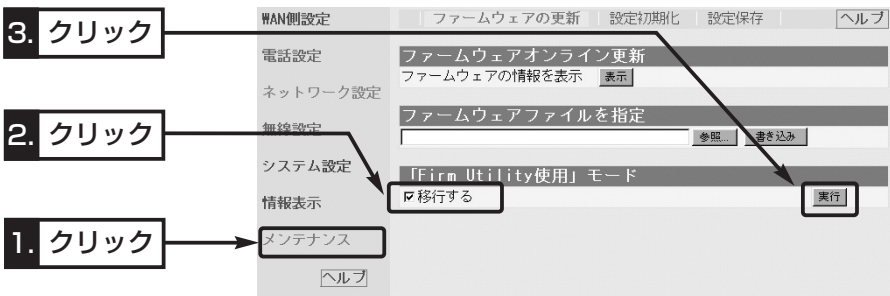 3. クリック
2. クリック
1. クリック
WAN側設定
電話設定
ネットワーク設定
無線設定
システム設定
情報表示
メンテナンス
ヘルプ
ファームウェアの更新 設定初期化 設定保存 ヘルプ
ファームウェアオンライン更新
ファームウェアの情報を表示 表示
ファームウェアファイルを指定
参照... 書き込み
「Firm Utility使用」モード
移行する 実行